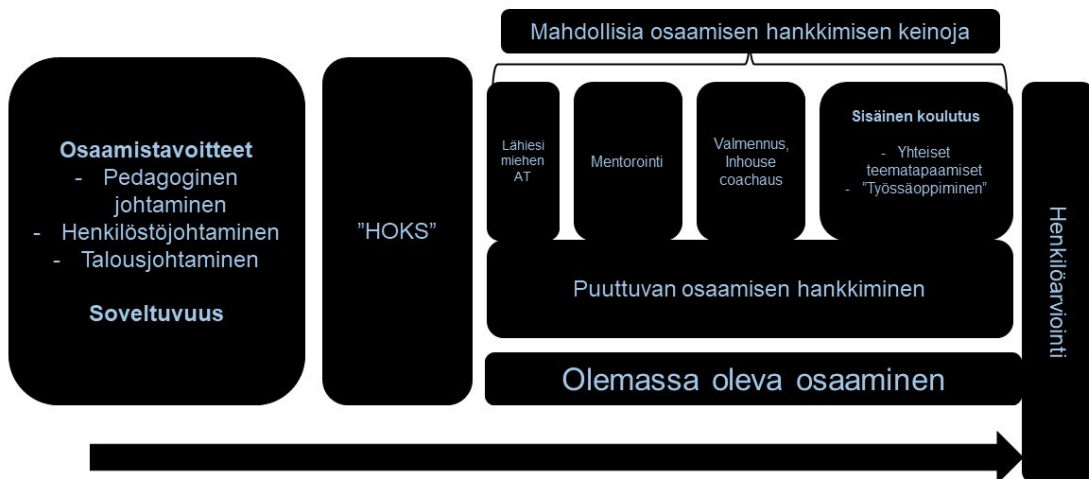 Mahdollisia osaamisen hankkimisen keinoja
Osaamistavoitteet
- Pedagoginen
johtaminen
- Henkilöstöjohtaminen
- Talousjohtaminen
Soveltuvuus
"HOKS"
Lähiesi
miehen
AT
Mentorointi
Valmennus,
Inhouse
coachaus
Sisäinen koulutus
- Yhteiset
teematapaamiset
- "Työssäoppiminen"
Puuttuvan osaamisen hankkiminen
Olemassa oleva osaaminen
Henkilöarviointi